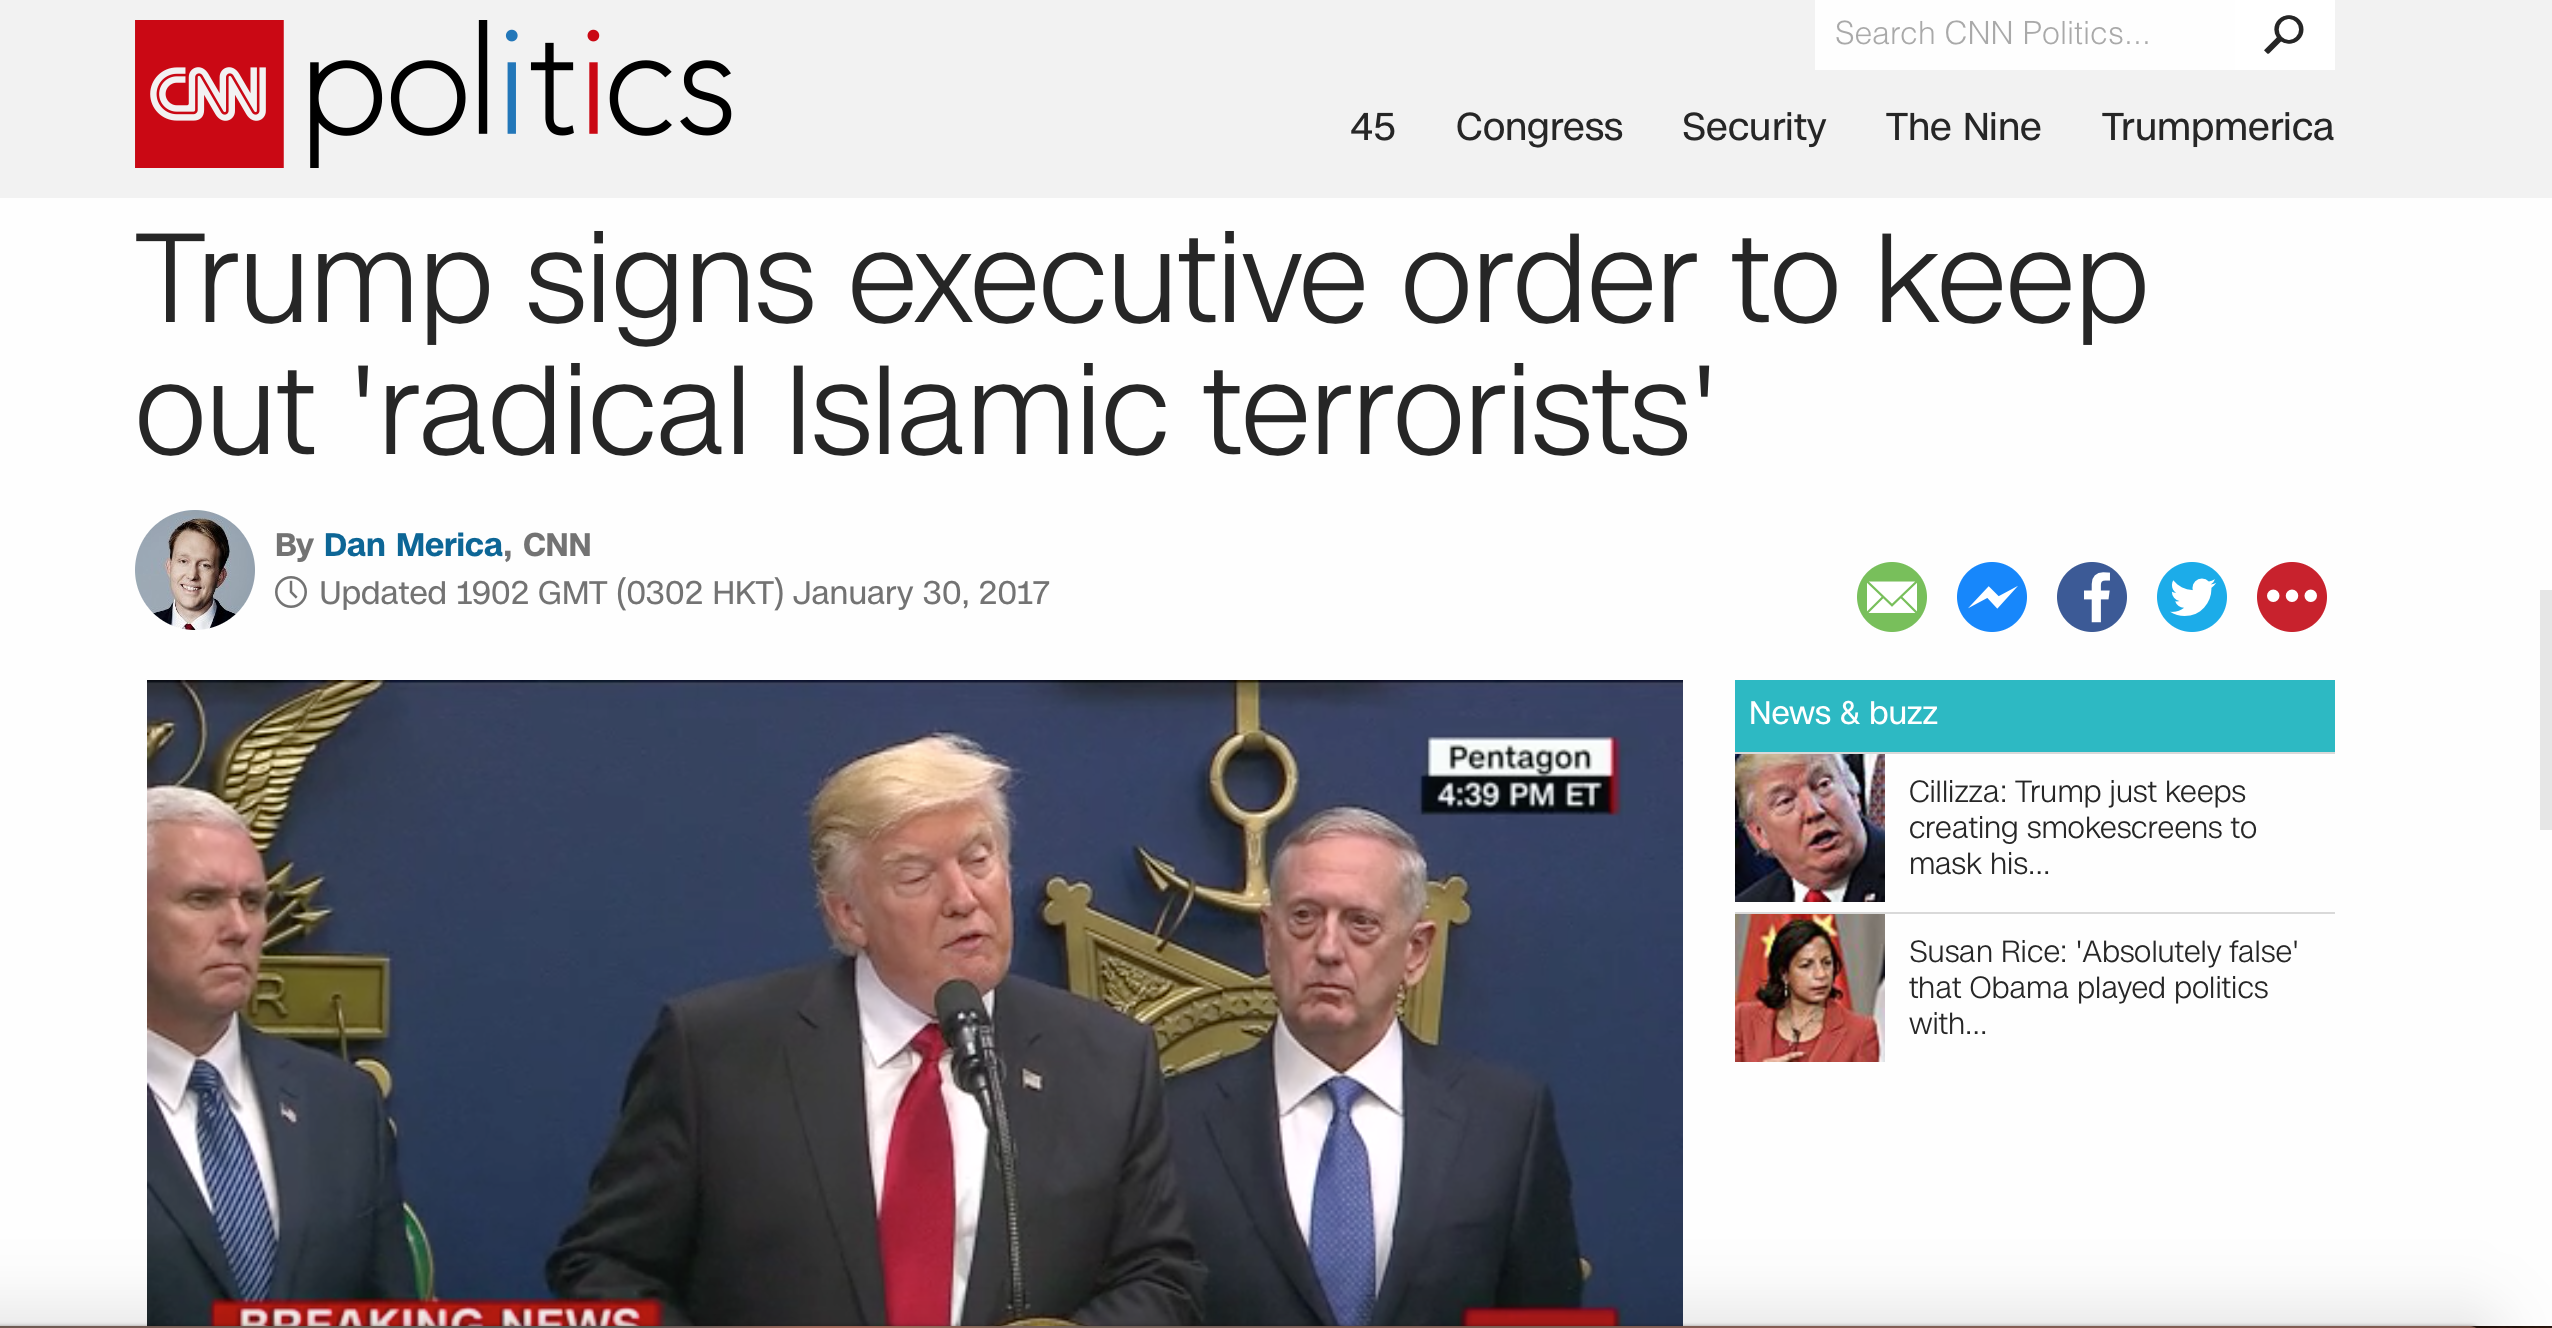 CNN politics
Search CNN Politics...
45 Congress Security The Nine Trumpmerica
Trump signs executive order to keep
out 'radical Islamic terrorists'
By Dan Merica, CNN
Updated 1902 GMT (0302 HKT) January 30, 2017
Pentagon
4:39 PM ET
R
BREAKING NEWS
News & buzz
Cillizza: Trump just keeps
creating smokescreens to
mask his...
Susan Rice: 'Absolutely false'
that Obama played politics
with...